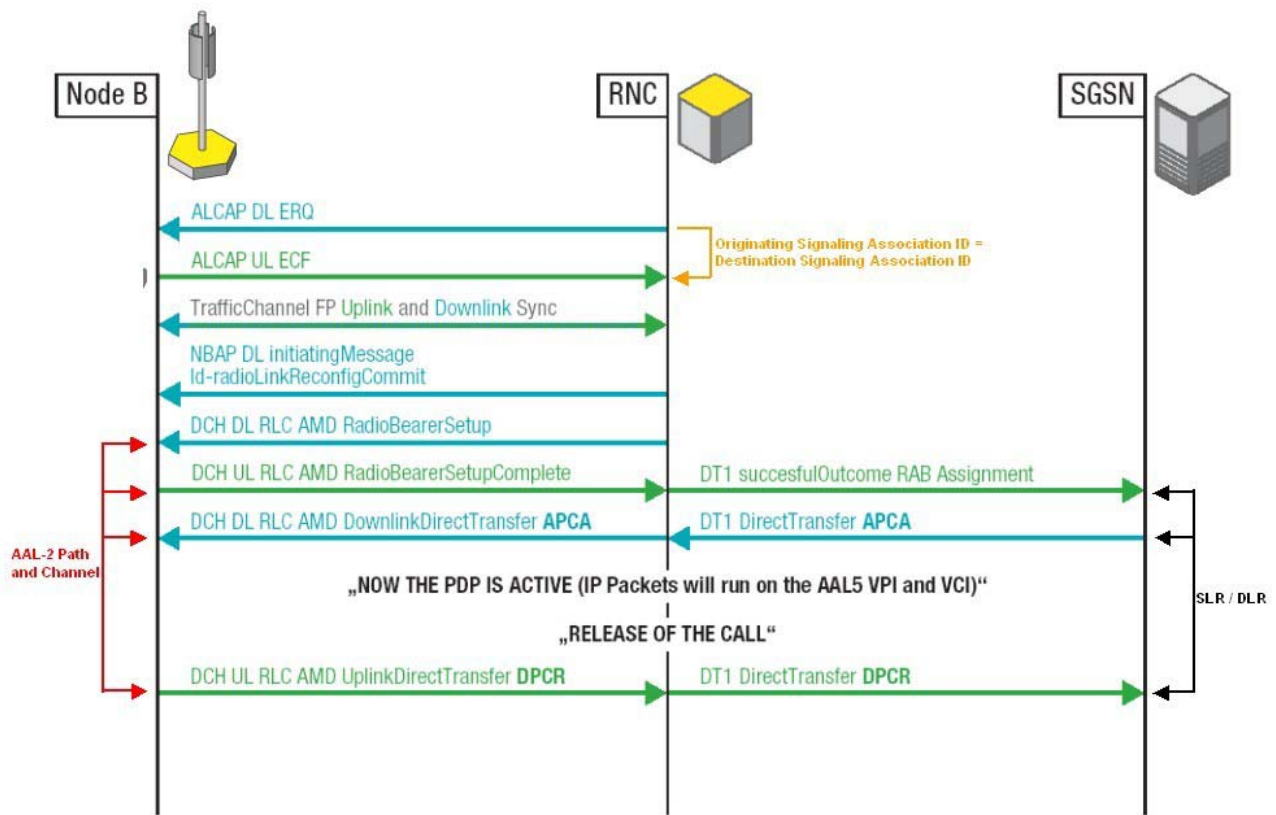 Node B
RNC
SGSN
ALCAP DL ERQ
Originating Signaling Association ID =
Destination Signaling Association ID
ALCAP UL ECF
TrafficChannel FP Uplink and Downlink Sync
NBAP DL initiatingMessage
Id-radioLinkReconfigCommit
DCH DL RLC AMD RadioBearerSetup
DCH UL RLC AMD RadioBearerSetupComplete
DT1 succesfulOutcome RAB Assignment
DCH DL RLC AMD DownlinkDirectTransfer APCA
DT1 DirectTransfer APCA
AAL-2 Path
and Channel
„NOW THE PDP IS ACTIVE (IP Packets will run on the AAL5 VPI and VCI)“
SLR / DLR
„RELEASE OF THE CALL“
DCH UL RLC AMD UplinkDirectTransfer DPCR
DT1 DirectTransfer DPCR